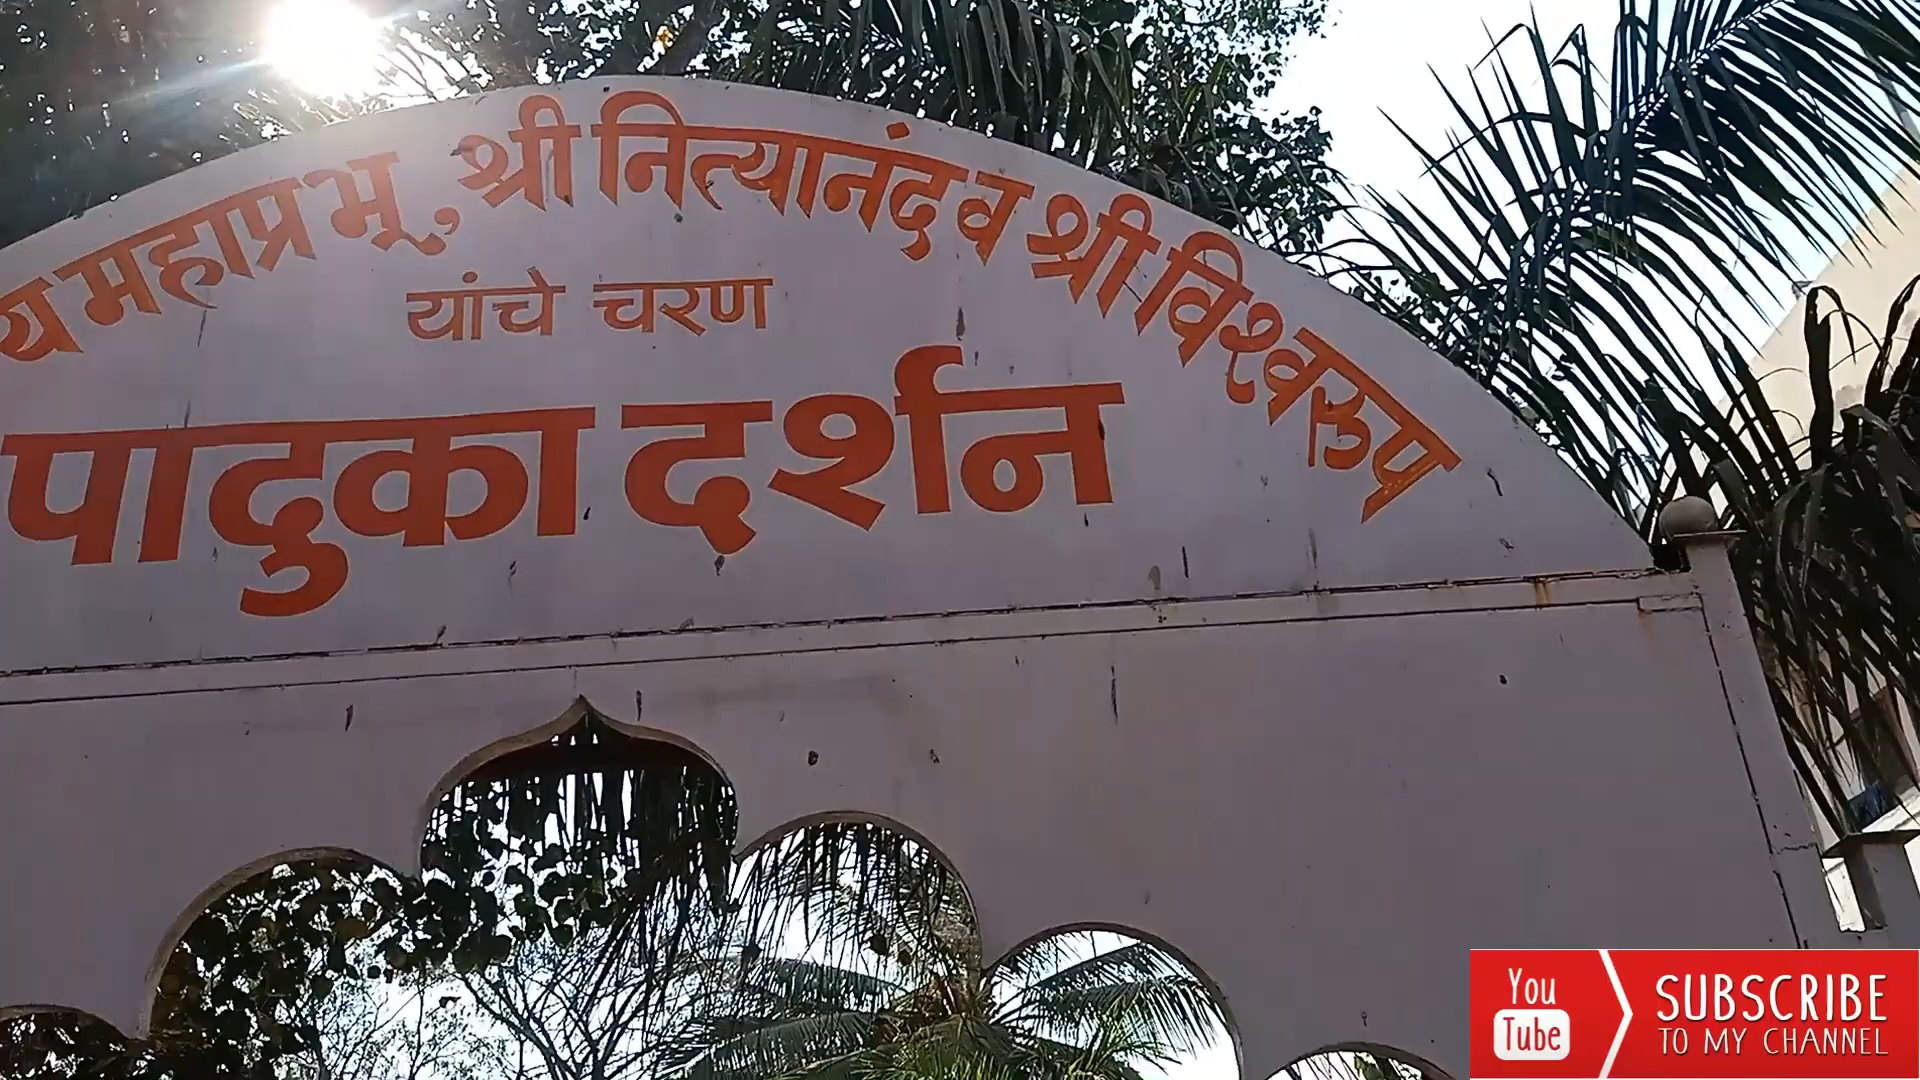 य महाप्रभू, श्री नित्यानंद व श्री विश्वरूप
यांचे चरण
पादुका दर्शन
You Tube
SUBSCRIBE
TO MY CHANNEL